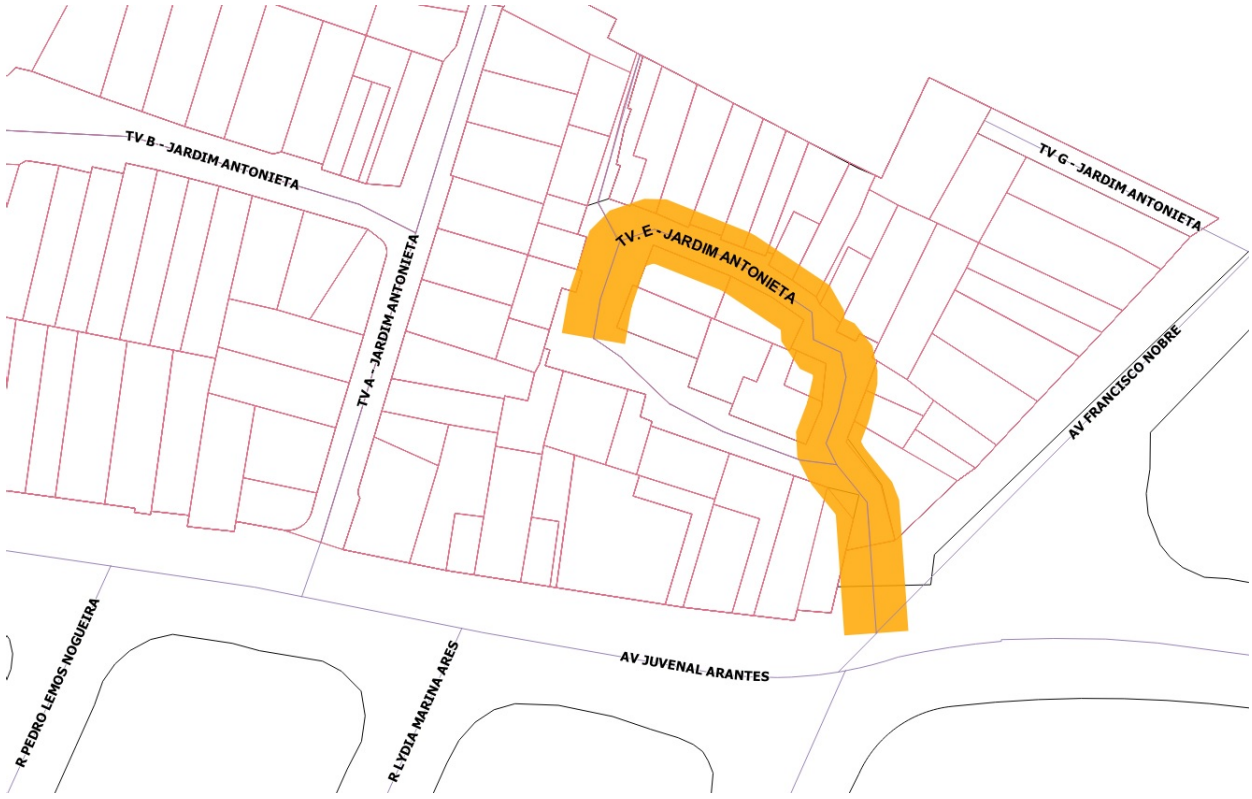 TV B - JARDIM ANTONIETA
TV G - JARDIM ANTONIETA
TV. E - JARDIM ANTONIETA
TV A - JARDIM ANTONIETA
AV FRANCISCO NOBRE
R PEDRO LEMOS NOGUEIRA
R LYDIA MARINA ARES
AV JUVENAL ARANTES